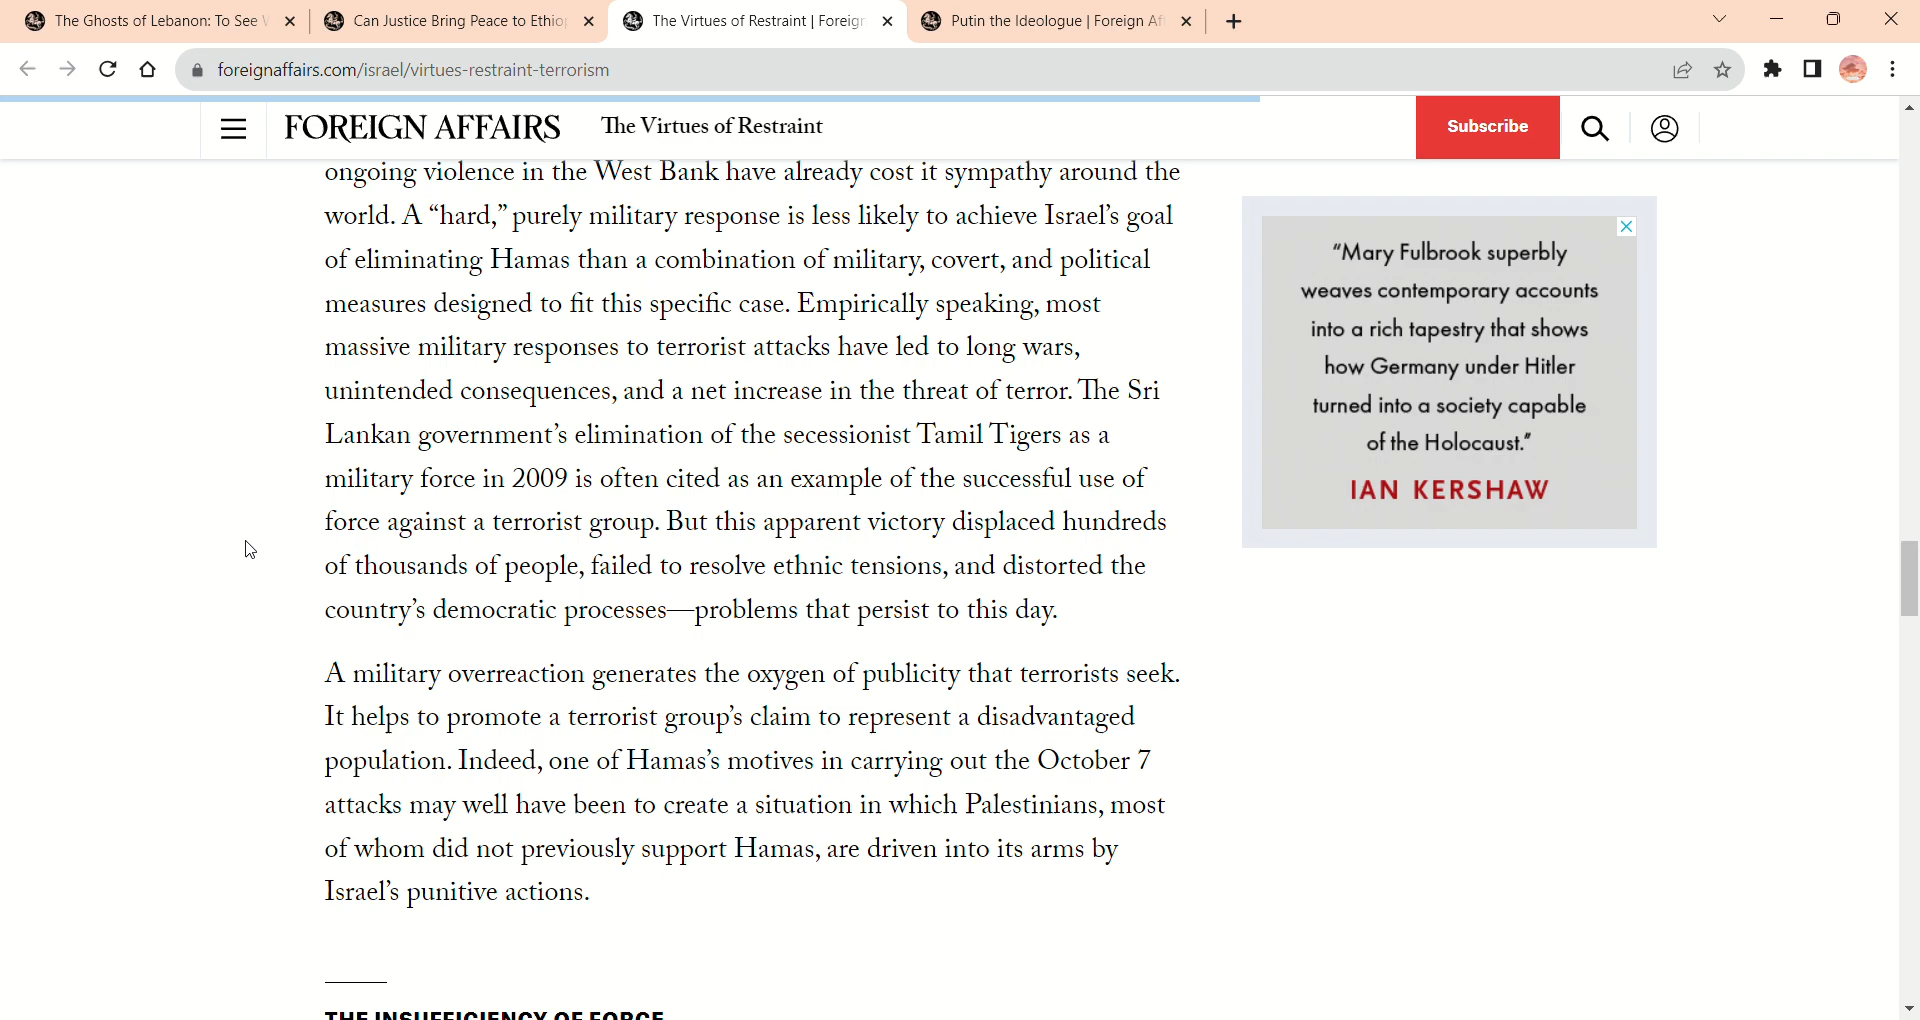 The Ghosts of Lebanon: To See
Can Justice Bring Peace to Ethio
The Virtues of Restraint | Foreign
Putin the Ideologue | Foreign Af
foreignaffairs.com/israel/virtues-restraint-terrorism
FOREIGN AFFAIRS
The Virtues of Restraint
Subscribe
ongoing violence in the West Bank have already cost it sympathy around the
world. A “hard,” purely military response is less likely to achieve Israel’s goal
of eliminating Hamas than a combination of military, covert, and political
measures designed to fit this specific case. Empirically speaking, most
massive military responses to terrorist attacks have led to long wars,
unintended consequences, and a net increase in the threat of terror. The Sri
Lankan government’s elimination of the secessionist Tamil Tigers as a
military force in 2009 is often cited as an example of the successful use of
force against a terrorist group. But this apparent victory displaced hundreds
of thousands of people, failed to resolve ethnic tensions, and distorted the
country’s democratic processes—problems that persist to this day.
A military overreaction generates the oxygen of publicity that terrorists seek.
It helps to promote a terrorist group’s claim to represent a disadvantaged
population. Indeed, one of Hamas’s motives in carrying out the October 7
attacks may well have been to create a situation in which Palestinians, most
of whom did not previously support Hamas, are driven into its arms by
Israel’s punitive actions.
THE INSUFFICIENCY OF FORCE
“Mary Fulbrook superbly
weaves contemporary accounts
into a rich tapestry that shows
how Germany under Hitler
turned into a society capable
of the Holocaust.”
IAN KERSHAW